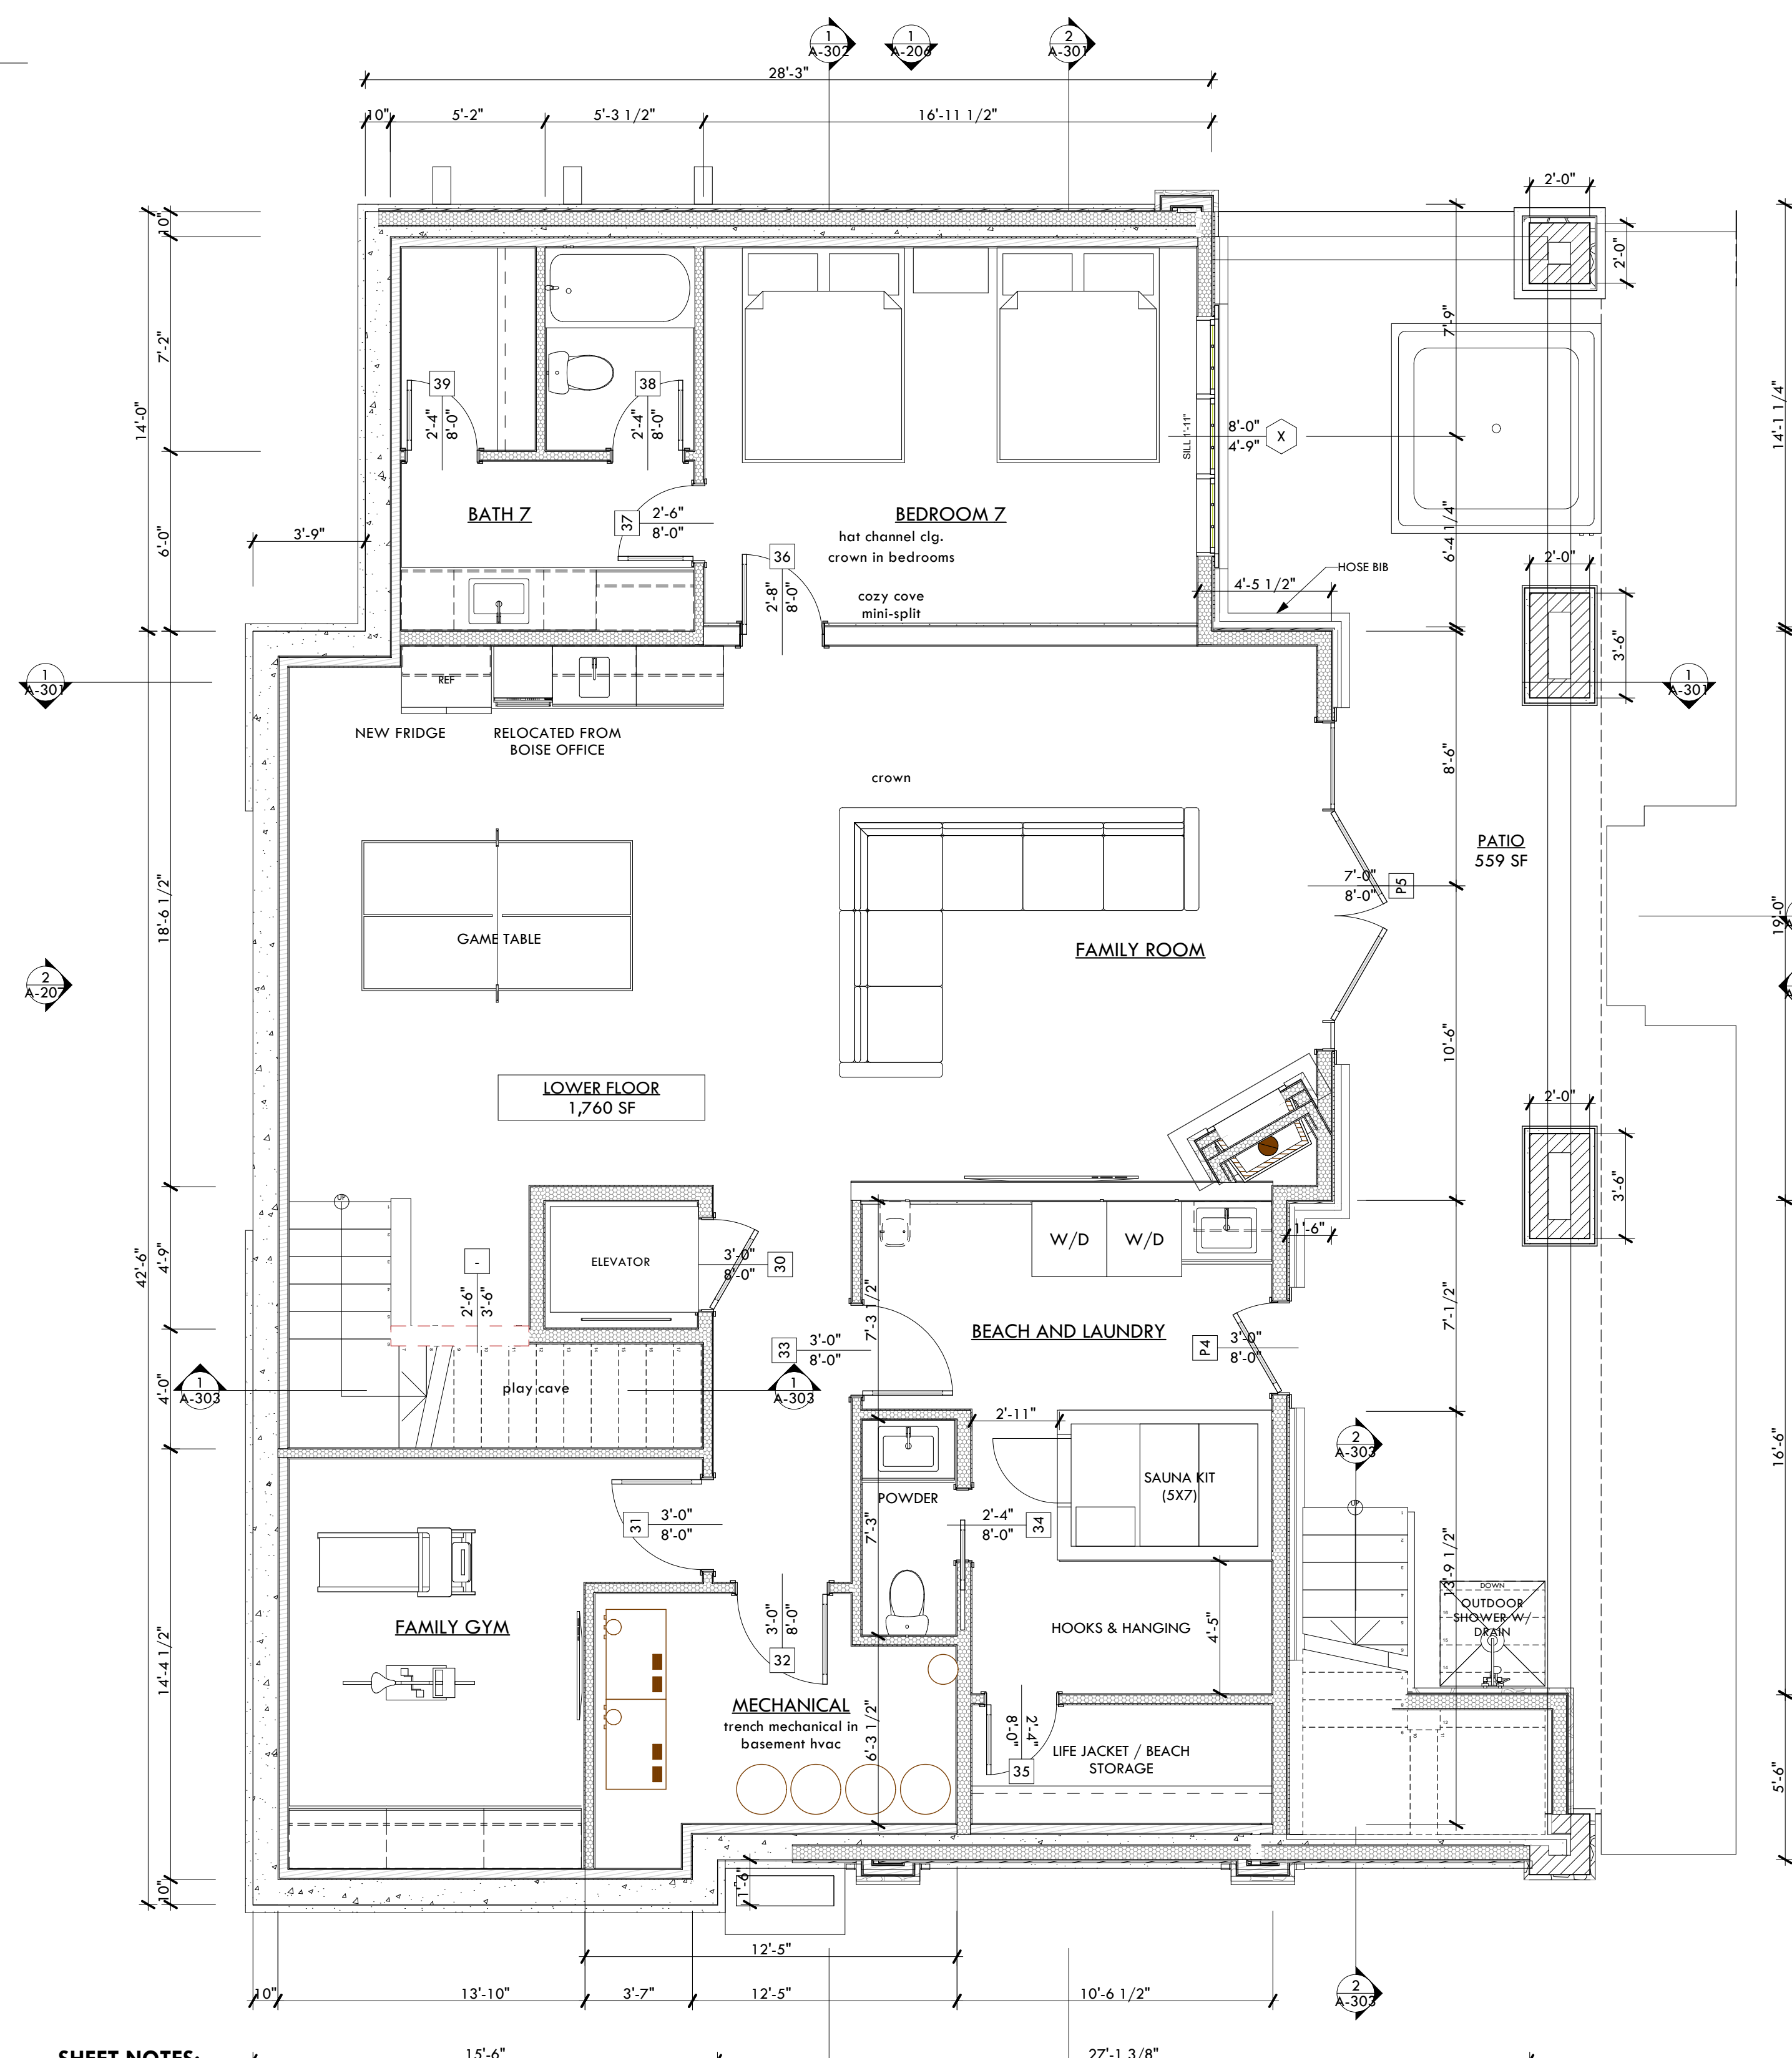 1
A-302
1
A-206
2
A-301
28'-3"
10"
5'-2"
5'-3 1/2"
16'-11 1/2"
2'-0"
10"
2'-0"
7'-9"
7'-2"
14'-0"
14'-1 1/4"
39
38
2'-4"
8'-0"
2'-4"
8'-0"
SILL 1'-11"
8'-0"
4'-9"
X
BATH 7
BEDROOM 7
37
2'-6"
8'-0"
hat channel clg.
crown in bedrooms
3'-9"
6'-0"
6'-4 1/4"
36
2'-8"
8'-0"
HOSE BIB
2'-0"
4'-5 1/2"
cozy cove
mini-split
3'-6"
1
A-301
REF
1
A-301
NEW FRIDGE
RELOCATED FROM
BOISE OFFICE
8'-6"
crown
PATIO
559 SF
7'-0"
8'-0"
P5
18'-6 1/2"
19'-0"
GAME TABLE
FAMILY ROOM
2
A-207
10'-6"
LOWER FLOOR
1,760 SF
2'-0"
3'-6"
UP
42'-6"
4'-9"
ELEVATOR
3'-0"
8'-0"
30
W/D
W/D
1'-6"
-
2'-6"
3'-6"
7'-3 1/2"
7'-1 1/2"
BEACH AND LAUNDRY
33
3'-0"
8'-0"
P4
3'-0"
8'-0"
4'-0"
1
A-303
play cave
1
A-303
2'-11"
2
A-303
16'-6"
SAUNA KIT
(5X7)
POWDER
UP
31
3'-0"
8'-0"
7'-3"
2'-4"
8'-0"
34
13'-9 1/2"
DOWN
OUTDOOR
SHOWER W/
DRAIN
FAMILY GYM
3'-0"
8'-0"
HOOKS & HANGING
4'-5"
14'-4 1/2"
32
MECHANICAL
trench mechanical in
basement hvac
6'-3 1/2"
2'-4"
8'-0"
LIFE JACKET / BEACH
STORAGE
35
5'-6"
10"
1'-6"
12'-5"
10"
13'-10"
3'-7"
12'-5"
10'-6 1/2"
2
A-303
SHEET NOTES:
15'-6"
27'-1 3/8"